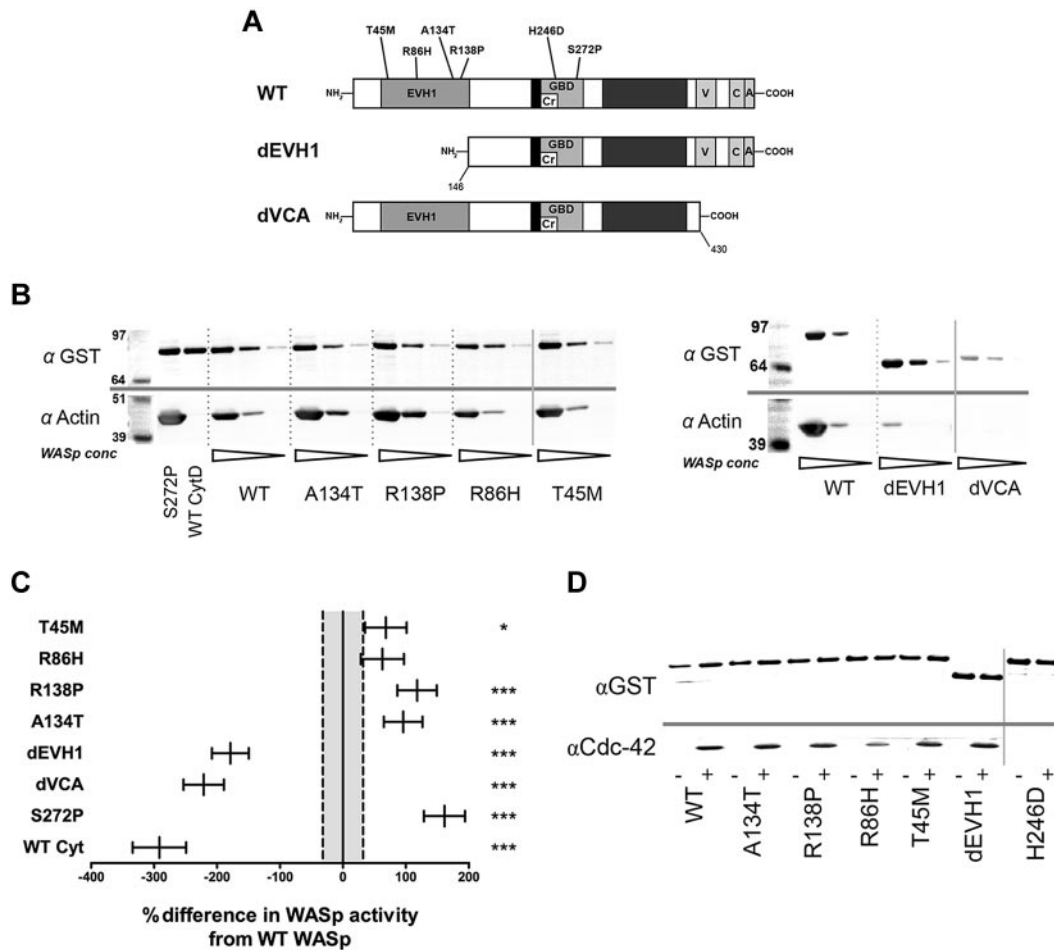 A
T45M
R86H
A134T
R138P
H246D
S272P
WT
NH2
EVH1
GBD
Cr
V
C
A
COOH
dEVH1
NH2
146
GBD
Cr
V
C
A
COOH
dVCA
NH2
EVH1
GBD
Cr
COOH
430
B
97
α GST
64
51
α Actin
39
WASp conc
S272P
WT CytD
WT
A134T
R138P
R86H
T45M
97
α GST
64
α Actin
39
WASp conc
WT
dEVH1
dVCA
C
T45M *
R86H
R138P ***
A134T ***
dEVH1 ***
dVCA ***
S272P ***
WT Cyt ***
-400 -300 -200 -100 0 100 200
% difference in WASp activity
from WT WASp
D
αGST
αCdc-42
- + - + - + - + - + - + - +
WT
A134T
R138P
R86H
T45M
dEVH1
H246D